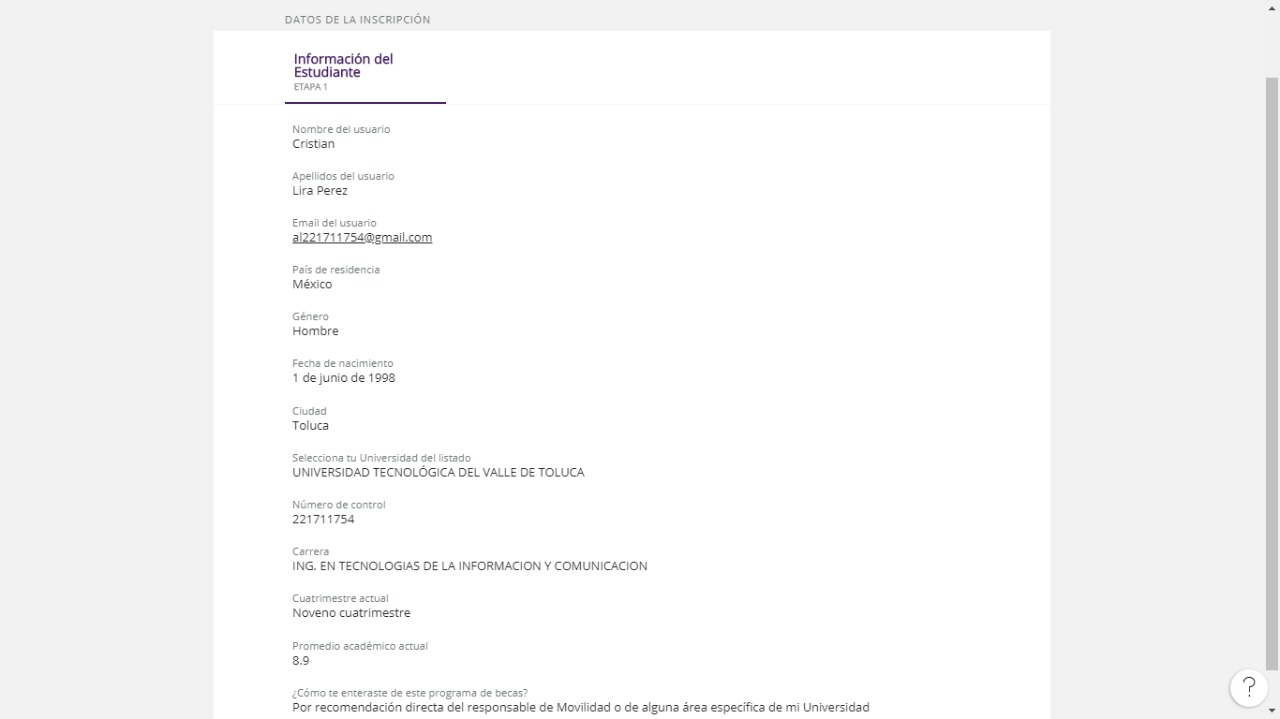 DATOS DE LA INSCRIPCIÓN
Información del
Estudiante
ETAPA 1
Nombre del usuario
Cristian
Apellidos del usuario
Lira Perez
Email del usuario
al221711754@gmail.com
País de residencia
México
Género
Hombre
Fecha de nacimiento
1 de junio de 1998
Ciudad
Toluca
Selecciona tu Universidad del listado
UNIVERSIDAD TECNOLÓGICA DEL VALLE DE TOLUCA
Número de control
221711754
Carrera
ING. EN TECNOLOGIAS DE LA INFORMACION Y COMUNICACION
Cuatrimestre actual
Noveno cuatrimestre
Promedio académico actual
8.9
¿Cómo te enteraste de este programa de becas?
Por recomendación directa del responsable de Movilidad o de alguna área específica de mi Universidad
?